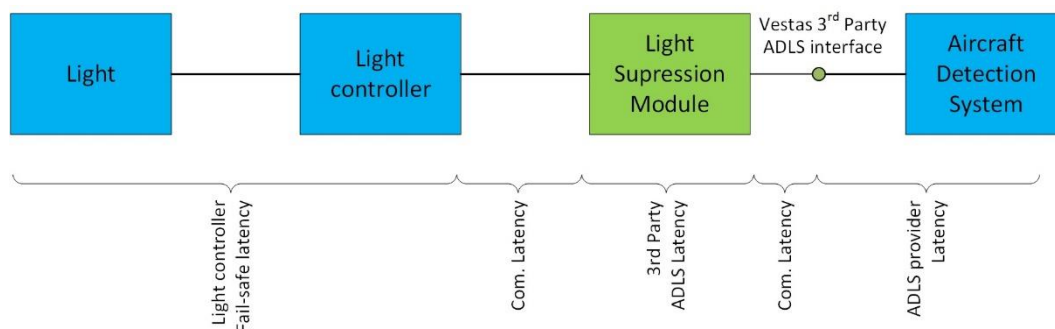 Light
Light
controller
Light
Supression
Module
Vestas 3rd Party
ADLS interface
Aircraft
Detection
System
Light controller
Fail-safe latency
Com. Latency
3rd Party
ADLS Latency
Com. Latency
ADLS provider
Latency